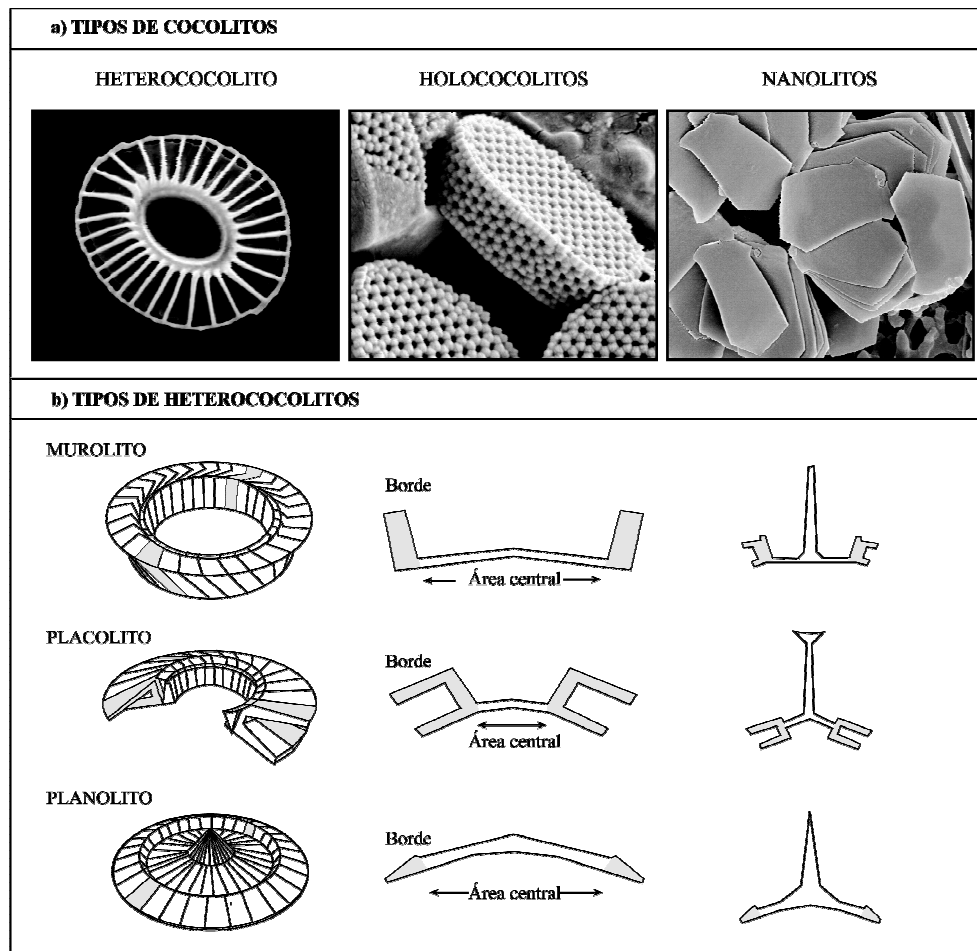 a) TIPOS DE COCOLITOS
HETEROCOCOLITO HOLOCOCOLITOS NANOLITOS
b) TIPOS DE HETEROCOCOLITOS
MUROLITO
Borde
Área central
PLACOLITO
Borde
Área central
PLANOLITO
Borde
Área central